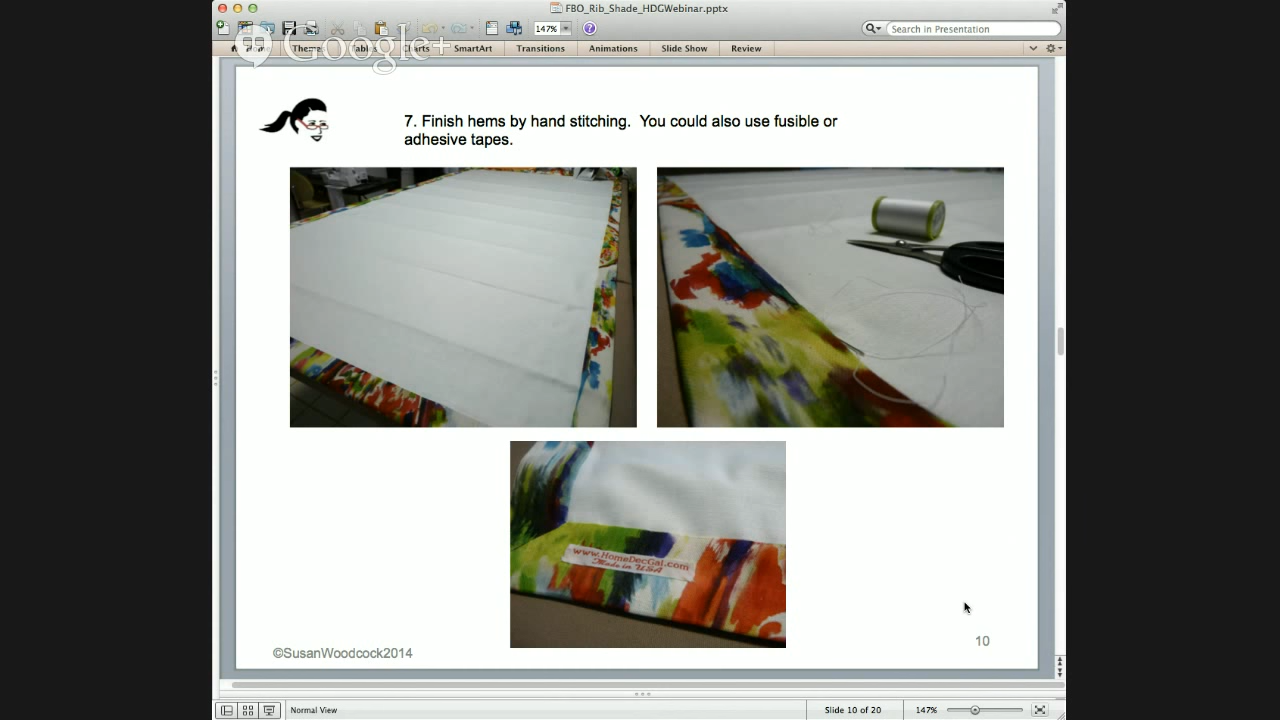 FBO_Rib_Shade_HDGWebinar.pptx
147%
Search in Presentation
Google+
Themes
Tables
Charts
SmartArt
Transitions
Animations
Slide Show
Review
7. Finish hems by hand stitching. You could also use fusible or
adhesive tapes.
www.HomeDecGal.com
Made in USA
©SusanWoodcock2014
10
Normal View
Slide 10 of 20
147%